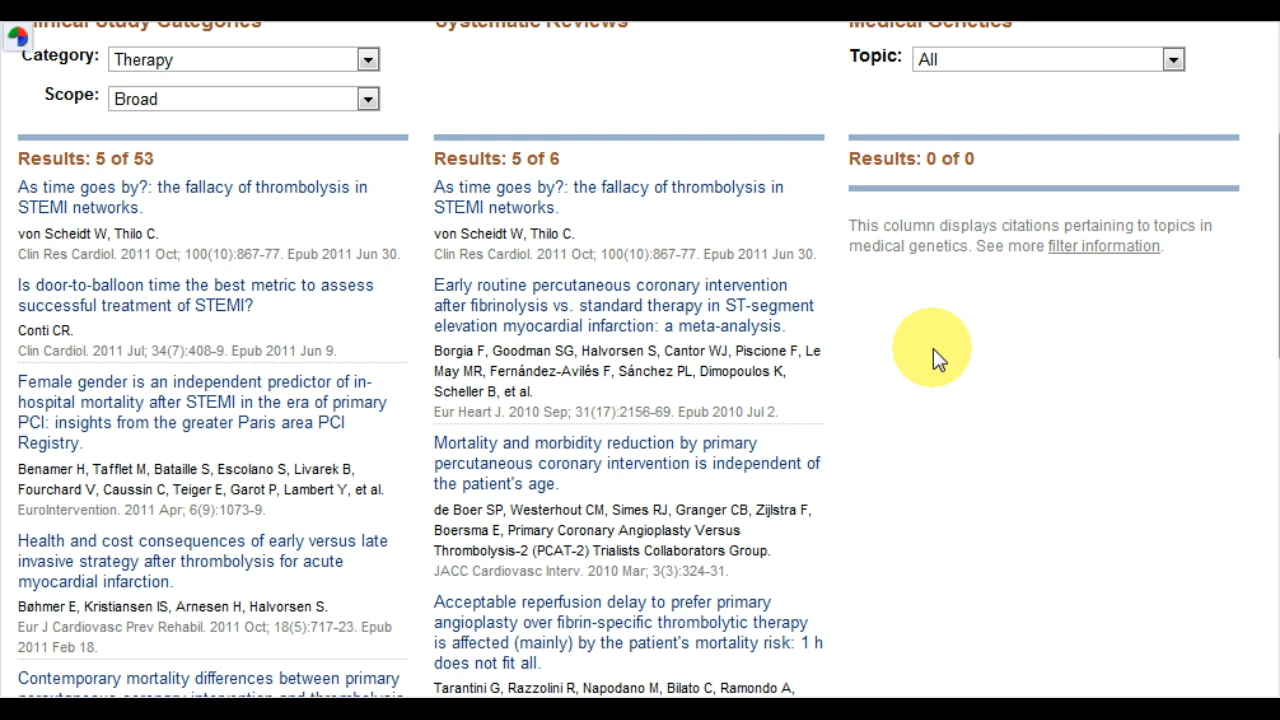 Clinical Study Categories
Systematic Reviews
Medical Genetics
Category: Therapy
Scope: Broad
Topic: All
Results: 5 of 53
As time goes by?: the fallacy of thrombolysis in
STEMI networks.
von Scheidt W, Thilo C.
Clin Res Cardiol. 2011 Oct; 100(10):867-77. Epub 2011 Jun 30.
Is door-to-balloon time the best metric to assess
successful treatment of STEMI?
Conti CR.
Clin Cardiol. 2011 Jul; 34(7):408-9. Epub 2011 Jun 9.
Female gender is an independent predictor of in-
hospital mortality after STEMI in the era of primary
PCI: insights from the greater Paris area PCI
Registry.
Benamer H, Tafflet M, Bataille S, Escolano S, Livarek B,
Fourchard V, Caussin C, Teiger E, Garot P, Lambert Y, et al.
EuroIntervention. 2011 Apr; 6(9):1073-9.
Health and cost consequences of early versus late
invasive strategy after thrombolysis for acute
myocardial infarction.
Bøhmer E, Kristiansen IS, Arnesen H, Halvorsen S.
Eur J Cardiovasc Prev Rehabil. 2011 Oct; 18(5):717-23. Epub
2011 Feb 18.
Contemporary mortality differences between primary
percutaneous coronary intervention and thrombolysis
Results: 5 of 6
As time goes by?: the fallacy of thrombolysis in
STEMI networks.
von Scheidt W, Thilo C.
Clin Res Cardiol. 2011 Oct; 100(10):867-77. Epub 2011 Jun 30.
Early routine percutaneous coronary intervention
after fibrinolysis vs. standard therapy in ST-segment
elevation myocardial infarction: a meta-analysis.
Borgia F, Goodman SG, Halvorsen S, Cantor WJ, Piscione F, Le
May MR, Fernández-Avilés F, Sánchez PL, Dimopoulos K,
Scheller B, et al.
Eur Heart J. 2010 Sep; 31(17):2156-69. Epub 2010 Jul 2.
Mortality and morbidity reduction by primary
percutaneous coronary intervention is independent of
the patient's age.
de Boer SP, Westerhout CM, Simes RJ, Granger CB, Zijlstra F,
Boersma E, Primary Coronary Angioplasty Versus
Thrombolysis-2 (PCAT-2) Trialists Collaborators Group.
JACC Cardiovasc Interv. 2010 Mar; 3(3):324-31.
Acceptable reperfusion delay to prefer primary
angioplasty over fibrin-specific thrombolytic therapy
is affected (mainly) by the patient's mortality risk: 1 h
does not fit all.
Tarantini G, Razzolini R, Napodano M, Bilato C, Ramondo A,
Results: 0 of 0
This column displays citations pertaining to topics in
medical genetics. See more filter information.